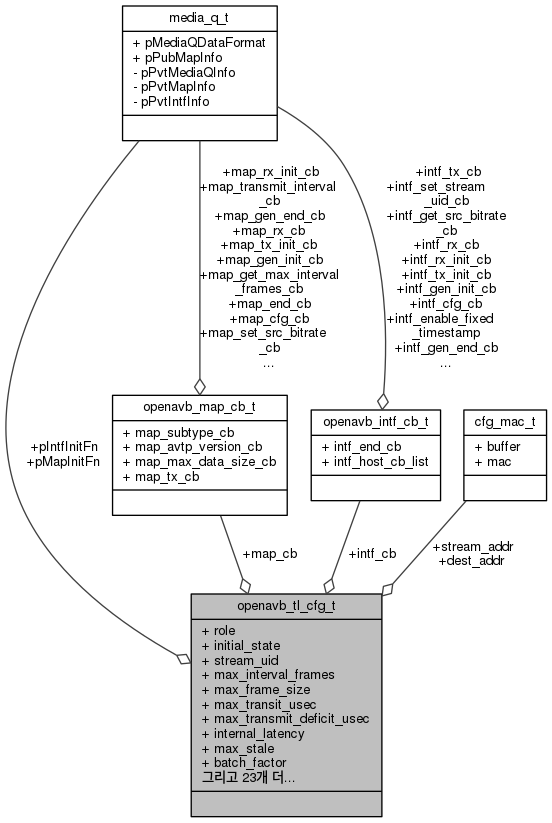 media_q_t
+ pMediaQDataFormat
+ pPubMapInfo
- pPvtMediaQInfo
- pPvtMapInfo
- pPvtIntfInfo
+map_rx_init_cb
+map_transmit_interval
_cb
+map_gen_end_cb
+map_rx_cb
+map_tx_init_cb
+map_gen_init_cb
+map_get_max_interval
_frames_cb
+map_end_cb
+map_cfg_cb
+map_set_src_bitrate
_cb
...
+intf_tx_cb
+intf_set_stream
_uid_cb
+intf_get_src_bitrate
_cb
+intf_rx_cb
+intf_rx_init_cb
+intf_tx_init_cb
+intf_gen_init_cb
+intf_cfg_cb
+intf_enable_fixed
_timestamp
+intf_gen_end_cb
...
+pIntfInitFn
+pMapInitFn
openavb_map_cb_t
+ map_subtype_cb
+ map_avtp_version_cb
+ map_max_data_size_cb
+ map_tx_cb
openavb_intf_cb_t
+ intf_end_cb
+ intf_host_cb_list
cfg_mac_t
+ buffer
+ mac
+map_cb
+intf_cb
+stream_addr
+dest_addr
openavb_tl_cfg_t
+ role
+ initial_state
+ stream_uid
+ max_interval_frames
+ max_frame_size
+ max_transit_usec
+ max_transmit_deficit_usec
+ internal_latency
+ max_stale
+ batch_factor
그리고 23개 더...